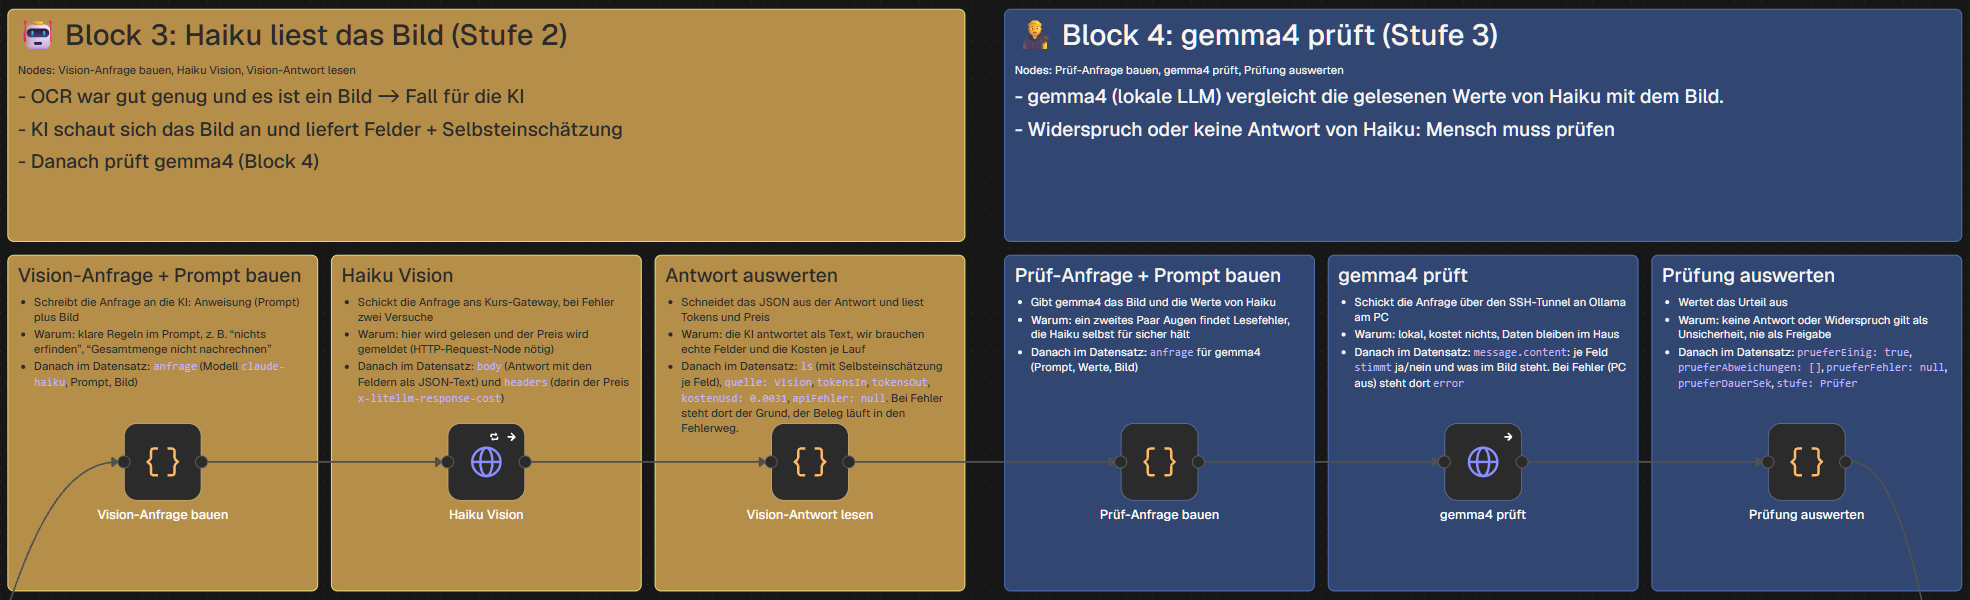 Block 3: Haiku liest das Bild (Stufe 2)
Nodes: Vision-Anfrage bauen, Haiku Vision, Vision-Antwort lesen
- OCR war gut genug und es ist ein Bild → Fall für die KI
- KI schaut sich das Bild an und liefert Felder + Selbsteinschätzung
- Danach prüft gemma4 (Block 4)
Block 4: gemma4 prüft (Stufe 3)
Nodes: Prüf-Anfrage bauen, gemma4 prüft, Prüfung auswerten
- gemma4 (lokale LLM) vergleicht die gelesenen Werte von Haiku mit dem Bild.
- Widerspruch oder keine Antwort von Haiku: Mensch muss prüfen
Vision-Anfrage + Prompt bauen
• Schreibt die Anfrage an die KI: Anweisung (Prompt)
plus Bild
• Warum: klare Regeln im Prompt, z. B. "nichts
erfinden", "Gesamtmenge nicht nachrechnen"
• Danach im Datensatz: anfrage (Modell claude-
haiku, Prompt, Bild)
Vision-Anfrage bauen
Haiku Vision
• Schickt die Anfrage ans Kurs-Gateway, bei Fehler
zwei Versuche
• Warum: hier wird gelesen und der Preis wird
gemeldet (HTTP-Request-Node nötig)
• Danach im Datensatz: body (Antwort mit den
Feldern als JSON-Text) und headers (darin der Preis
x-litellm-response-cost)
Haiku Vision
Antwort auswerten
• Schneidet das JSON aus der Antwort und liest
Tokens und Preis
• Warum: die KI antwortet als Text, wir brauchen
echte Felder und die Kosten je Lauf
• Danach im Datensatz: ls (mit Selbsteinschätzung
je Feld), quelle: Vision, tokensIn, tokensOut,
kostenUsd: 0.0031, apiFehler: null. Bei Fehler
steht dort der Grund, der Beleg läuft in den
Fehlerweg.
Vision-Antwort lesen
Prüf-Anfrage + Prompt bauen
• Gibt gemma4 das Bild und die Werte von Haiku
• Warum: ein zweites Paar Augen findet Lesefehler,
die Haiku selbst für sicher hält
• Danach im Datensatz: anfrage für gemma4
(Prompt, Werte, Bild)
Prüf-Anfrage bauen
gemma4 prüft
• Schickt die Anfrage über den SSH-Tunnel an Ollama
am PC
• Warum: lokal, kostet nichts, Daten bleiben im Haus
• Danach im Datensatz: message.content: je Feld
stimmt ja/nein und was im Bild steht. Bei Fehler (PC
aus) steht dort error
gemma4 prüft
Prüfung auswerten
• Wertet das Urteil aus
• Warum: keine Antwort oder Widerspruch gilt als
Unsicherheit, nie als Freigabe
• Danach im Datensatz: prueferEinig: true,
prueferAbweichungen: [], prueferFehler: null,
prueferDauerSek, stufe: Prüfer
Prüfung auswerten